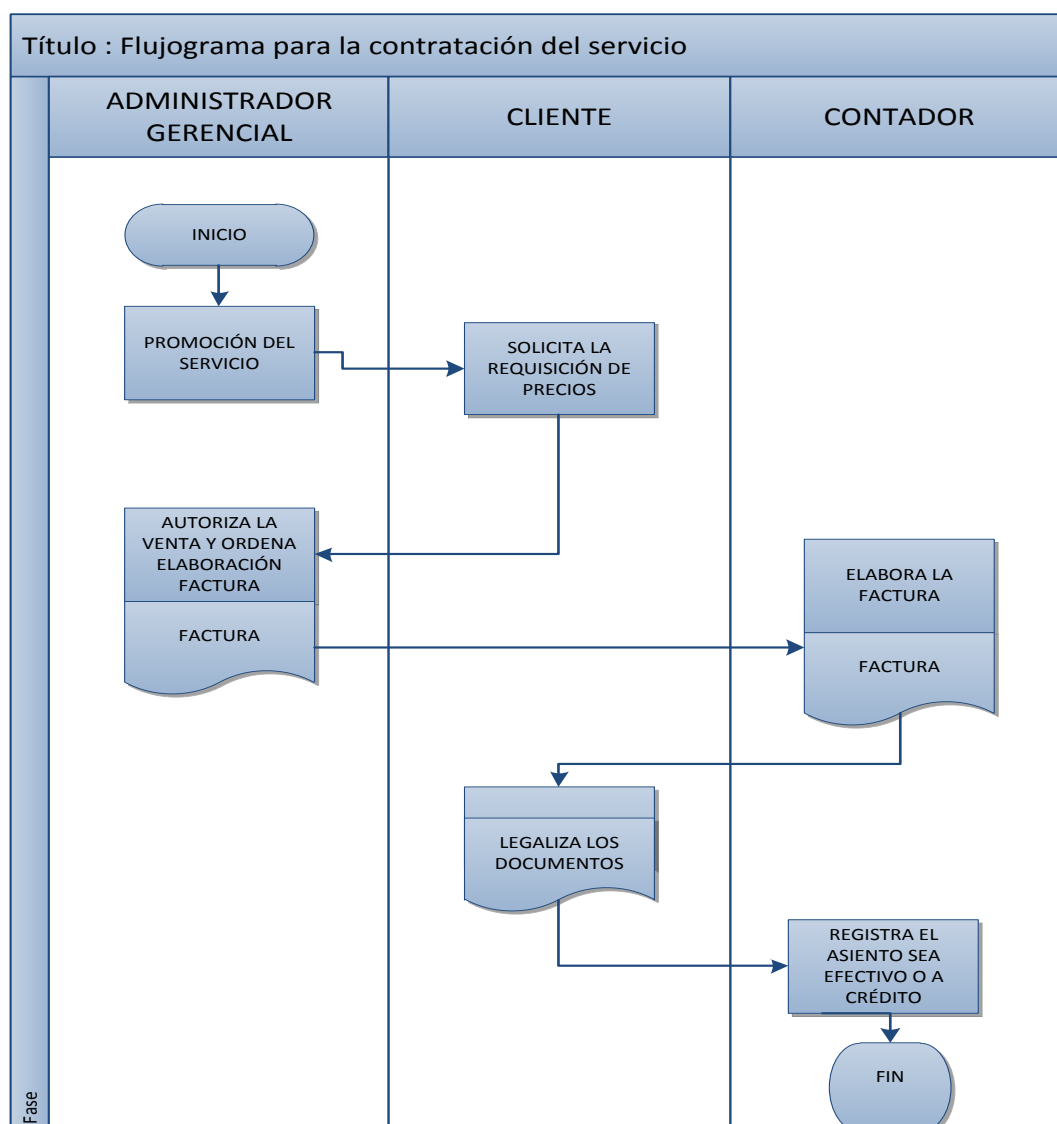 Título : Flujograma para la contratación del servicio
ADMINISTRADOR
GERENCIAL
CLIENTE
CONTADOR
INICIO
PROMOCIÓN DEL
SERVICIO
SOLICITA LA
REQUISICIÓN DE
PRECIOS
AUTORIZA LA
VENTA Y ORDENA
ELABORACIÓN
FACTURA
FACTURA
ELABORA LA
FACTURA
FACTURA
LEGALIZA LOS
DOCUMENTOS
REGISTRA EL
ASIENTO SEA
EFECTIVO O A
CRÉDITO
FIN
Fase